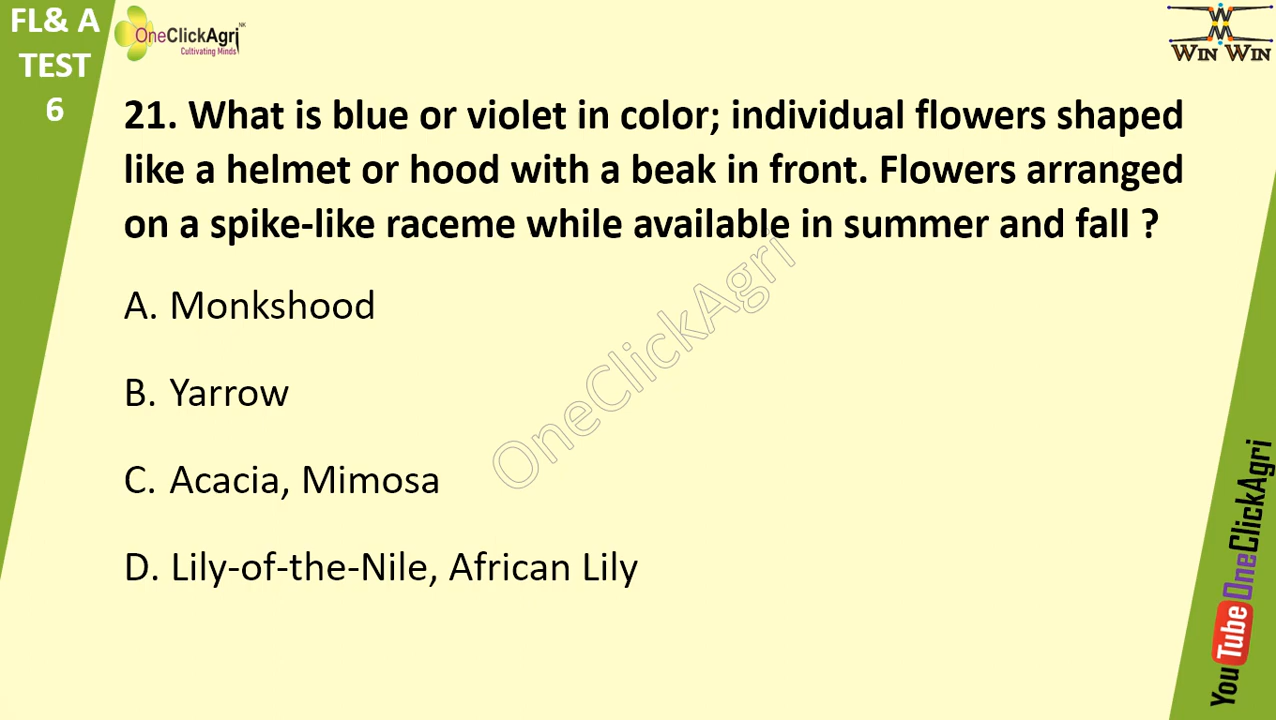 FL& A
TEST
6
OneClickAgri NK
Cultivating Minds
WIN WIN
21. What is blue or violet in color; individual flowers shaped
like a helmet or hood with a beak in front. Flowers arranged
on a spike-like raceme while available in summer and fall ?
A. Monkshood
B. Yarrow
C. Acacia, Mimosa
D. Lily-of-the-Nile, African Lily
OneClickAgri
YouTube OneClickAgri